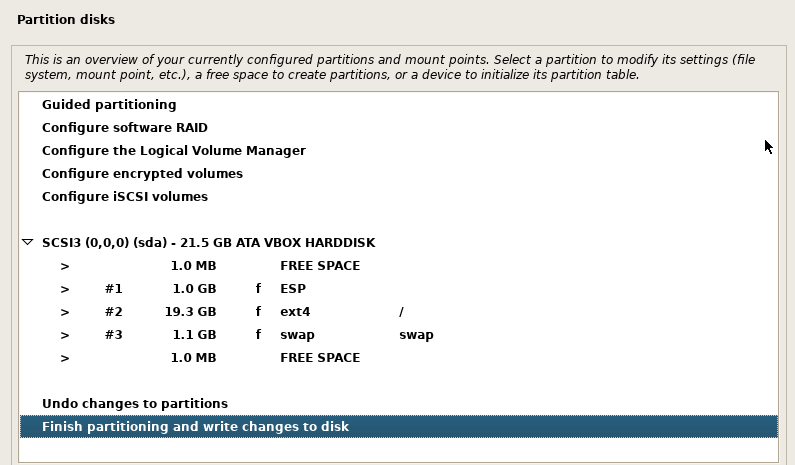 Partition disks
This is an overview of your currently configured partitions and mount points. Select a partition to modify its settings (file
system, mount point, etc.), a free space to create partitions, or a device to initialize its partition table.
Guided partitioning
Configure software RAID
Configure the Logical Volume Manager
Configure encrypted volumes
Configure iSCSI volumes
SCSI3 (0,0,0) (sda) - 21.5 GB ATA VBOX HARDDISK
> 1.0 MB FREE SPACE
> #1 1.0 GB f ESP
> #2 19.3 GB f ext4 /
> #3 1.1 GB f swap swap
> 1.0 MB FREE SPACE
Undo changes to partitions
Finish partitioning and write changes to disk